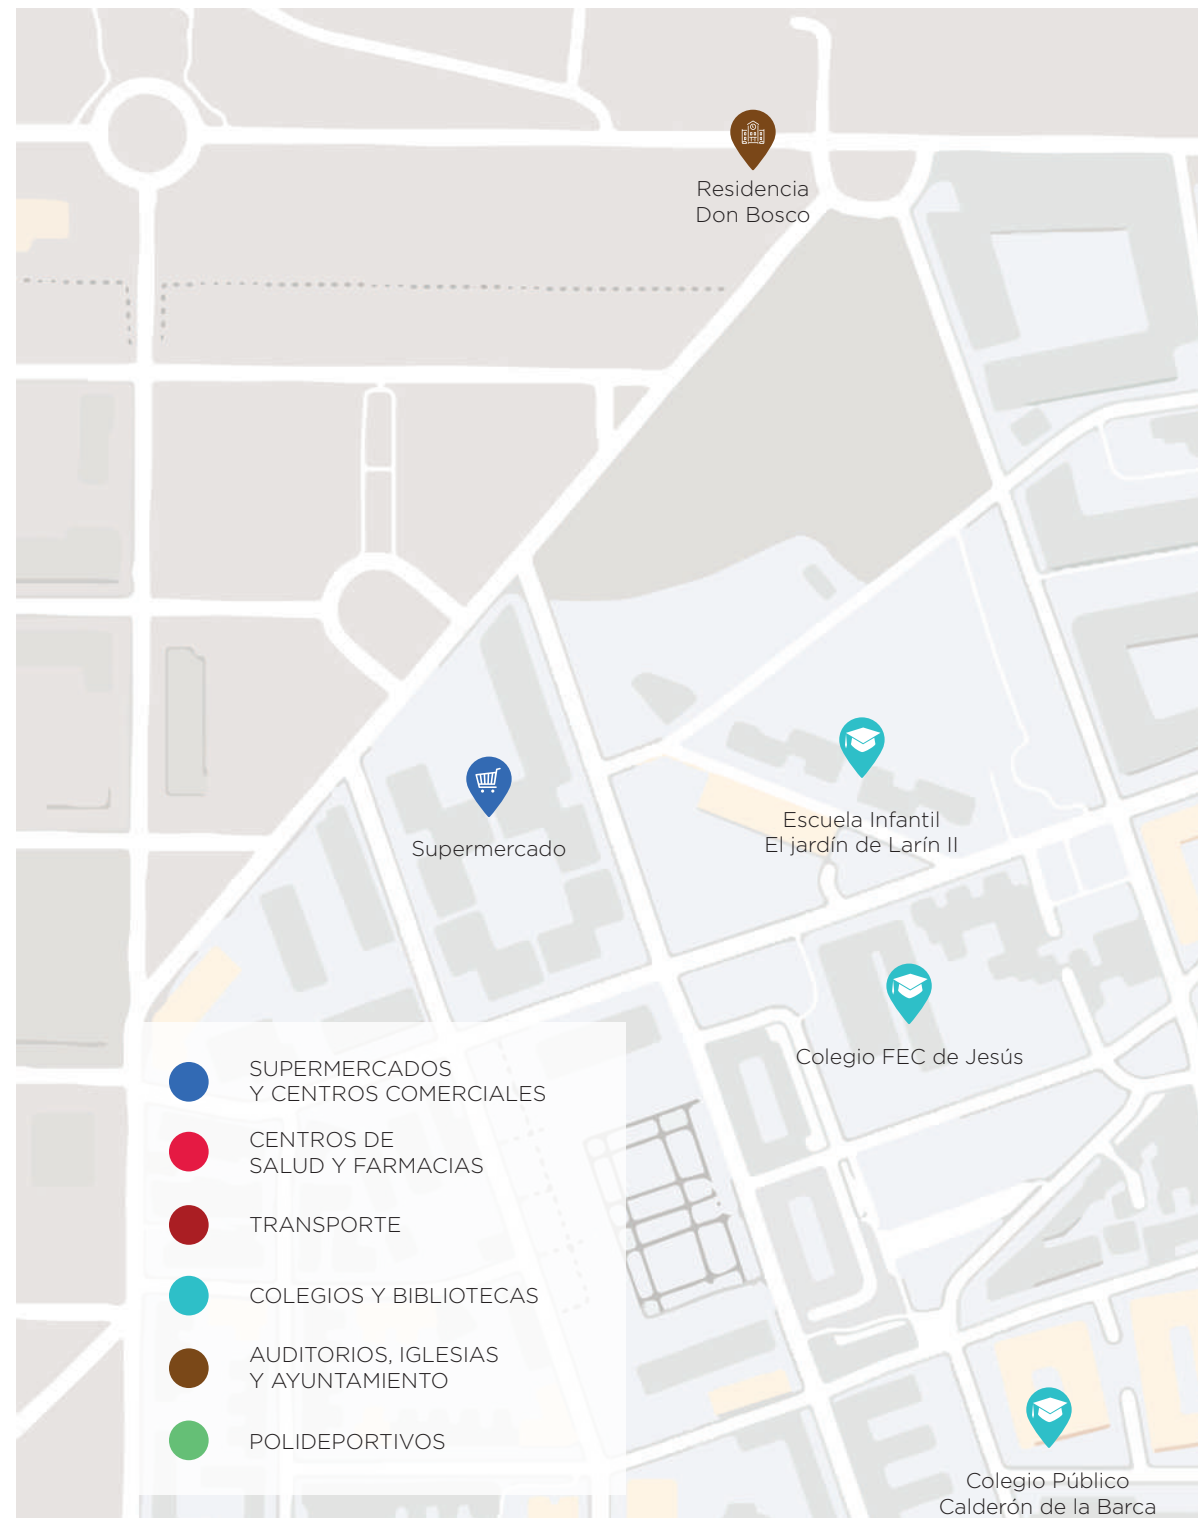 Residencia
Don Bosco
Escuela Infantil
El jardín de Larín II
Supermercado
Colegio FEC de Jesús
SUPERMERCADOS
Y CENTROS COMERCIALES
CENTROS DE
SALUD Y FARMACIAS
TRANSPORTE
COLEGIOS Y BIBLIOTECAS
AUDITORIOS, IGLESIAS
Y AYUNTAMIENTO
POLIDEPORTIVOS
Colegio Público
Calderón de la Barca